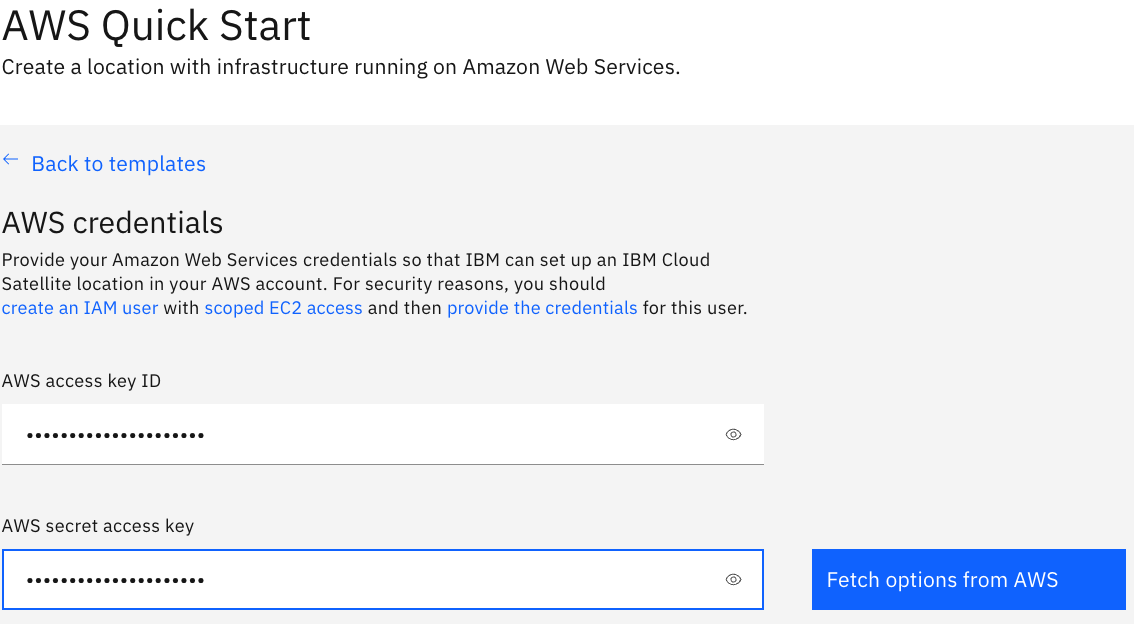 AWS Quick Start
Create a location with infrastructure running on Amazon Web Services.
← Back to templates
AWS credentials
Provide your Amazon Web Services credentials so that IBM can set up an IBM Cloud
Satellite location in your AWS account. For security reasons, you should
create an IAM user with scoped EC2 access and then provide the credentials for this user.
AWS access key ID
•••••••••••••••••••••
AWS secret access key
•••••••••••••••••••••
Fetch options from AWS